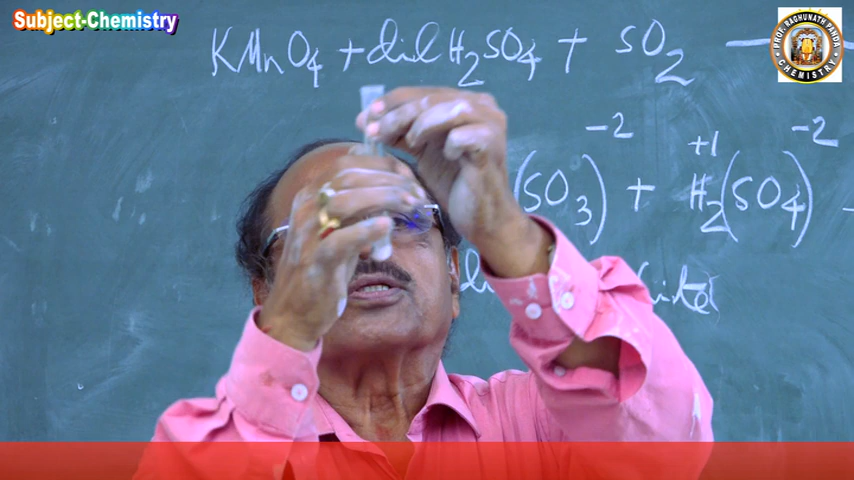 Subject-Chemistry
PROF. RAGHUNATH PANDA
CHEMISTRY
KMnO₄ + dil H₂SO₄ + SO₂ —
(SO₃)⁻² + H₂⁺¹(SO₄)⁻² -